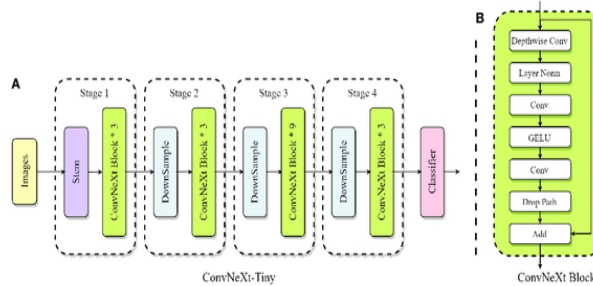 A
Images
Stage 1
Stem
ConvNeXt Block * 3
Stage 2
DownSample
ConvNeXt Block * 3
Stage 3
DownSample
ConvNeXt Block * 9
Stage 4
DownSample
ConvNeXt Block * 3
Classifier
ConvNeXt-Tiny
B
Depthwise Conv
Layer Norm
Conv
GELU
Conv
Drop Path
Add
ConvNeXt Block